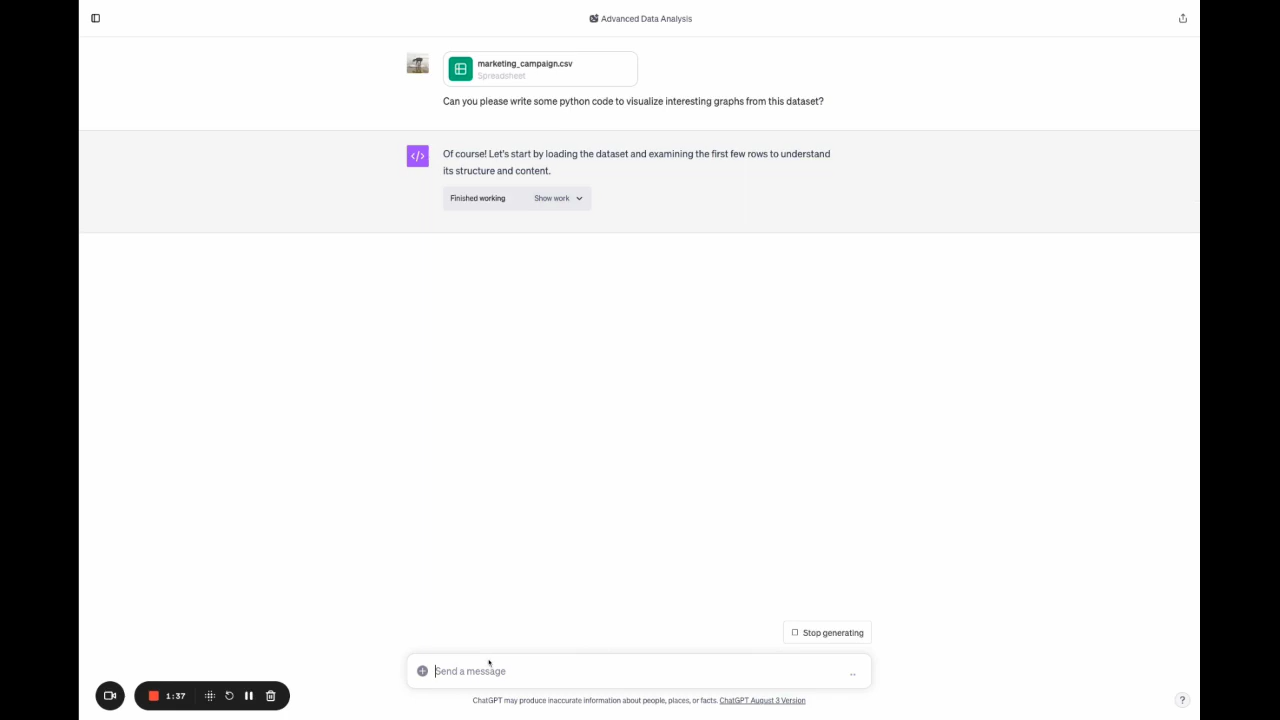 Advanced Data Analysis
marketing_campaign.csv
Spreadsheet
Can you please write some python code to visualize interesting graphs from this dataset?
</>
Of course! Let's start by loading the dataset and examining the first few rows to understand
its structure and content.
Finished working Show work
Stop generating
Send a message
1:37
ChatGPT may produce inaccurate information about people, places, or facts. ChatGPT August 3 Version
?